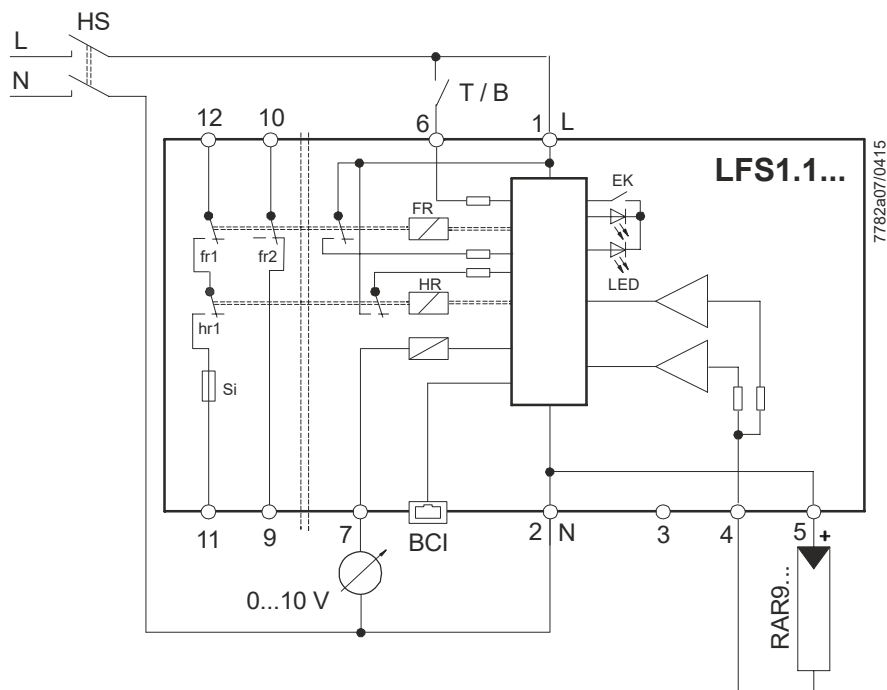 HS
L
N
T / B
12
10
6
1
L
LFS1.1...
7782a07/0415
EK
FR
fr1
fr2
LED
HR
hr1
Si
11
9
7
BCI
2
N
3
4
5
+
0...10 V
RAR9...